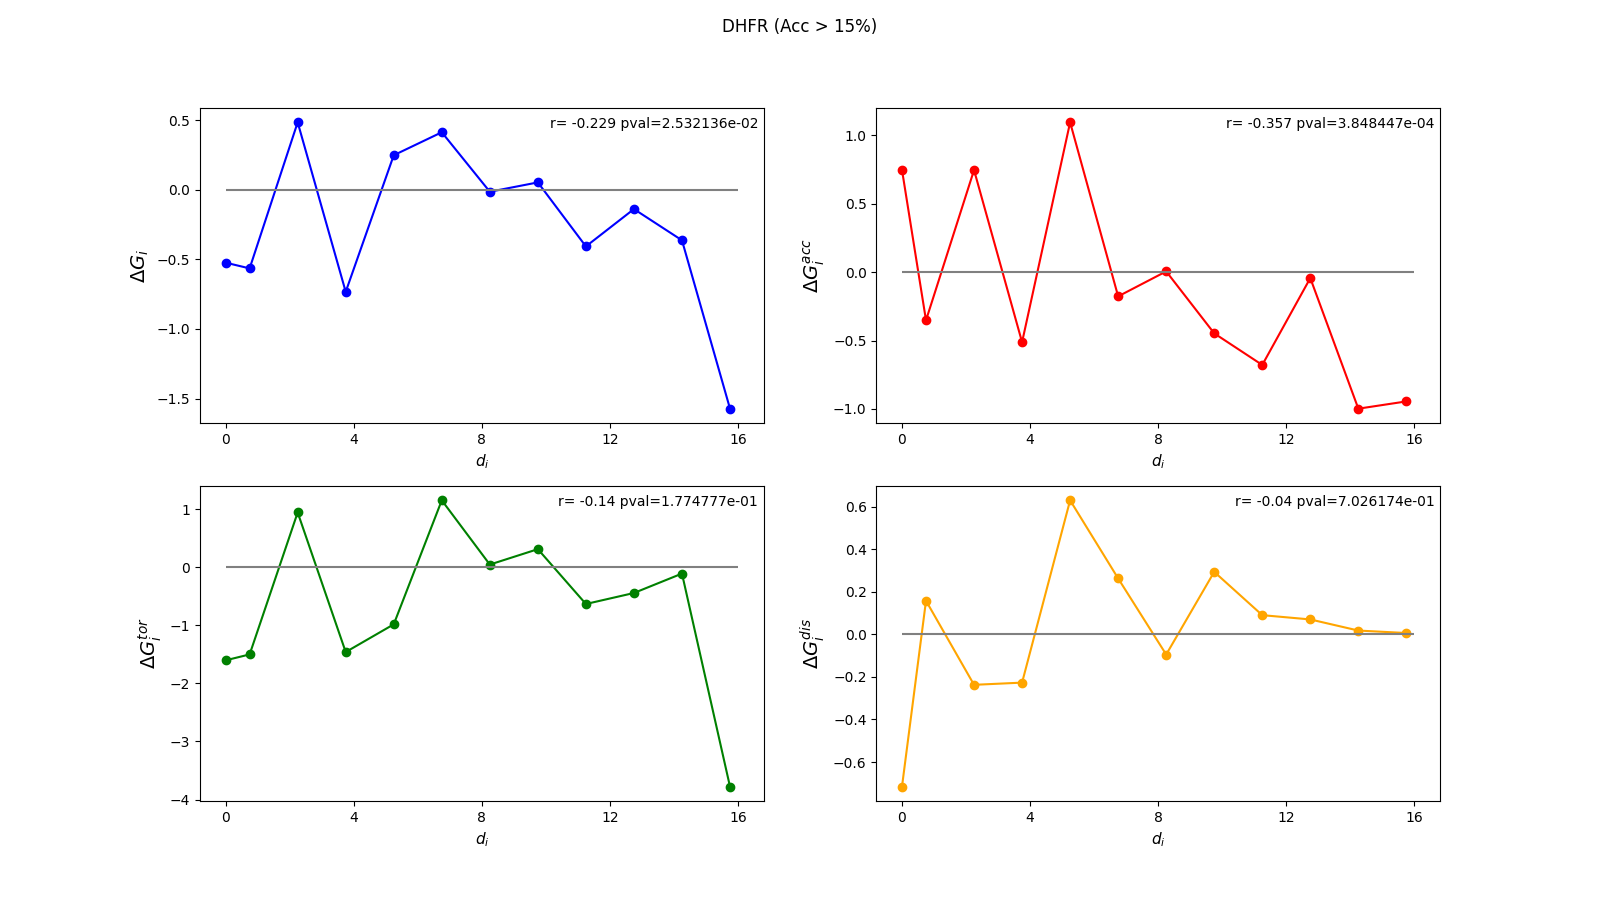 DHFR (Acc > 15%)
r= -0.229 pval=2.532136e-02
0.5
0.0
−0.5
−1.0
−1.5
ΔG_i
0 4 8 12 16
d_i
r= -0.357 pval=3.848447e-04
1.0
0.5
0.0
−0.5
−1.0
ΔG_i^acc
0 4 8 12 16
d_i
r= -0.14 pval=1.774777e-01
1
0
−1
−2
−3
−4
ΔG_i^tor
0 4 8 12 16
d_i
r= -0.04 pval=7.026174e-01
0.6
0.4
0.2
0.0
−0.2
−0.4
−0.6
ΔG_i^dis
0 4 8 12 16
d_i